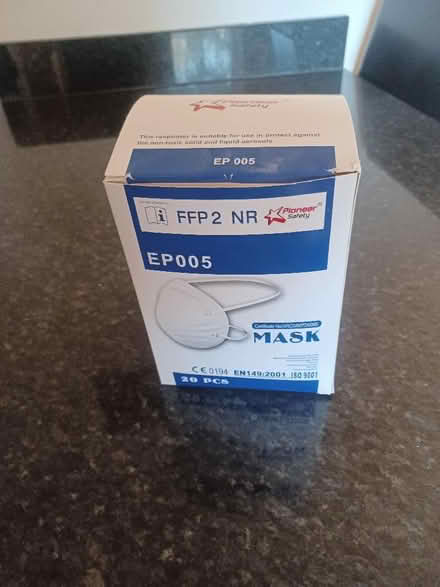 Pioneer
Safety
This respirator is suitable for use in protect against
the non-toxic solid and liquid aerosols
EP 005
FFP2 NR Pioneer
Safety
EP005
MASK
CE 0194 EN149:2001 ISO 9001
20 PCS